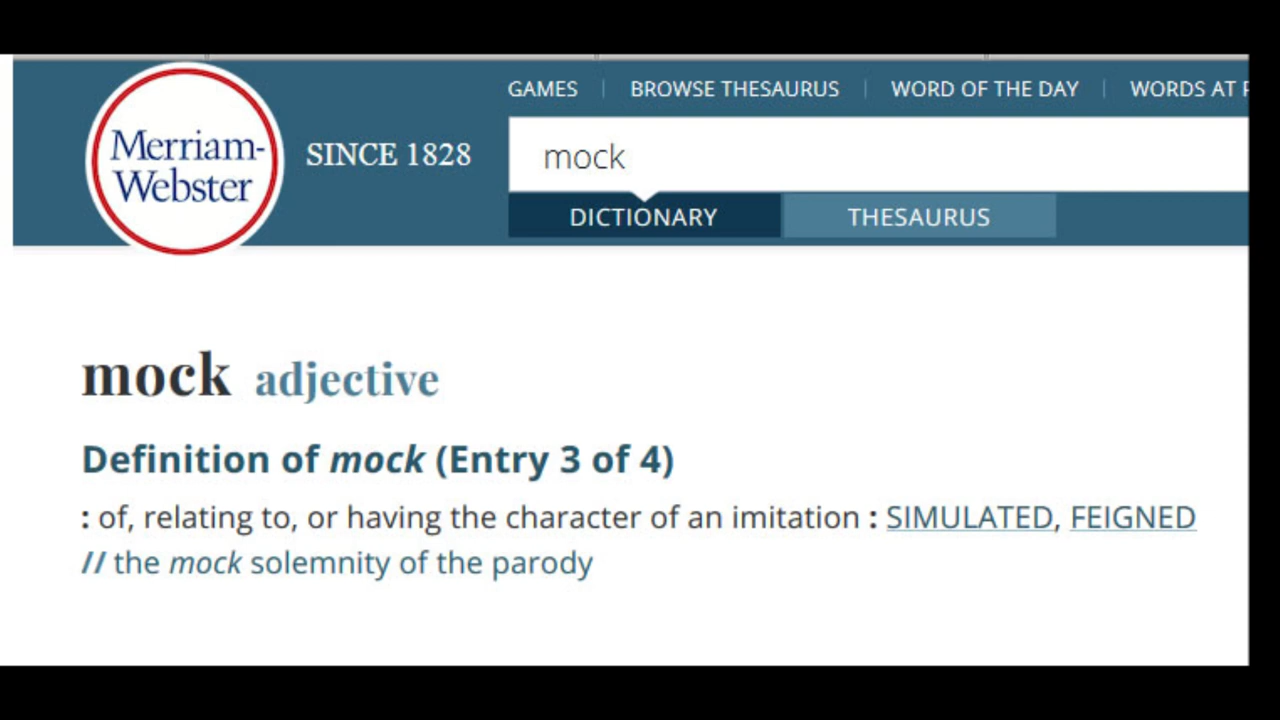 GAMES | BROWSE THESAURUS | WORD OF THE DAY | WORDS AT
Merriam-
Webster
SINCE 1828
mock
DICTIONARY THESAURUS
mock adjective
Definition of mock (Entry 3 of 4)
: of, relating to, or having the character of an imitation : SIMULATED, FEIGNED
// the mock solemnity of the parody